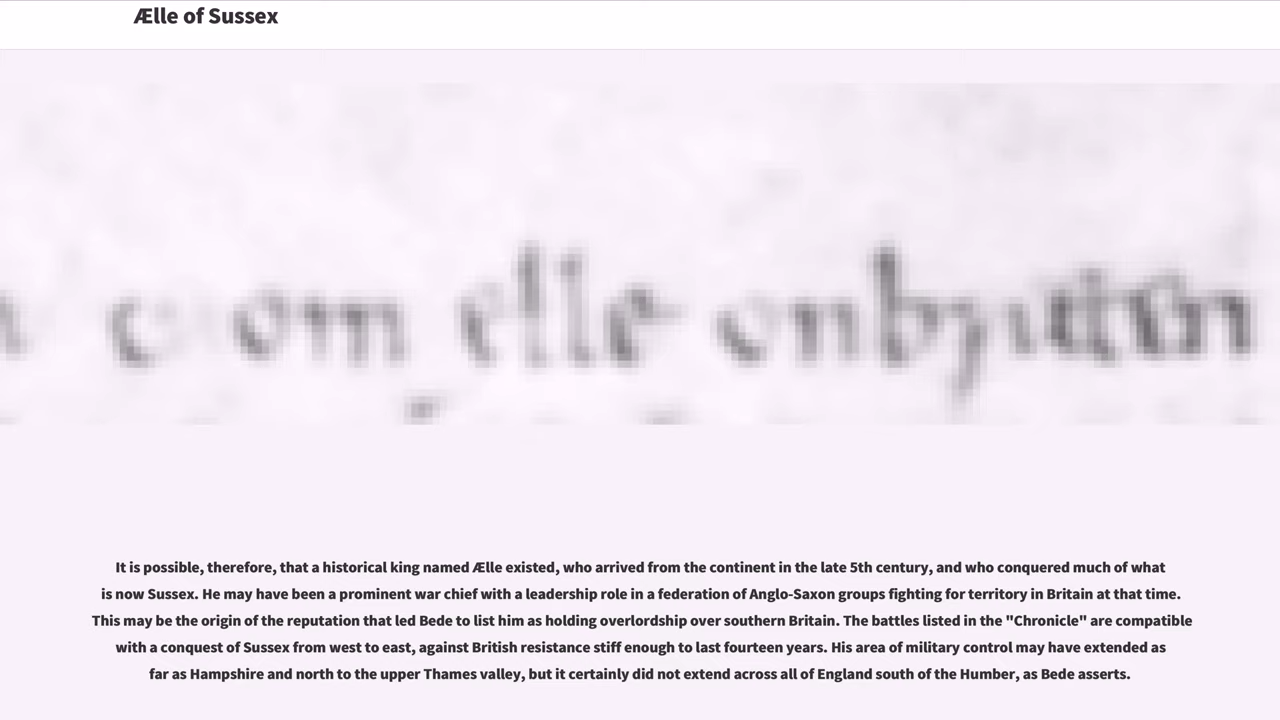 Ælle of Sussex
com elle on
It is possible, therefore, that a historical king named Ælle existed, who arrived from the continent in the late 5th century, and who conquered much of what
is now Sussex. He may have been a prominent war chief with a leadership role in a federation of Anglo-Saxon groups fighting for territory in Britain at that time.
This may be the origin of the reputation that led Bede to list him as holding overlordship over southern Britain. The battles listed in the "Chronicle" are compatible
with a conquest of Sussex from west to east, against British resistance stiff enough to last fourteen years. His area of military control may have extended as
far as Hampshire and north to the upper Thames valley, but it certainly did not extend across all of England south of the Humber, as Bede asserts.